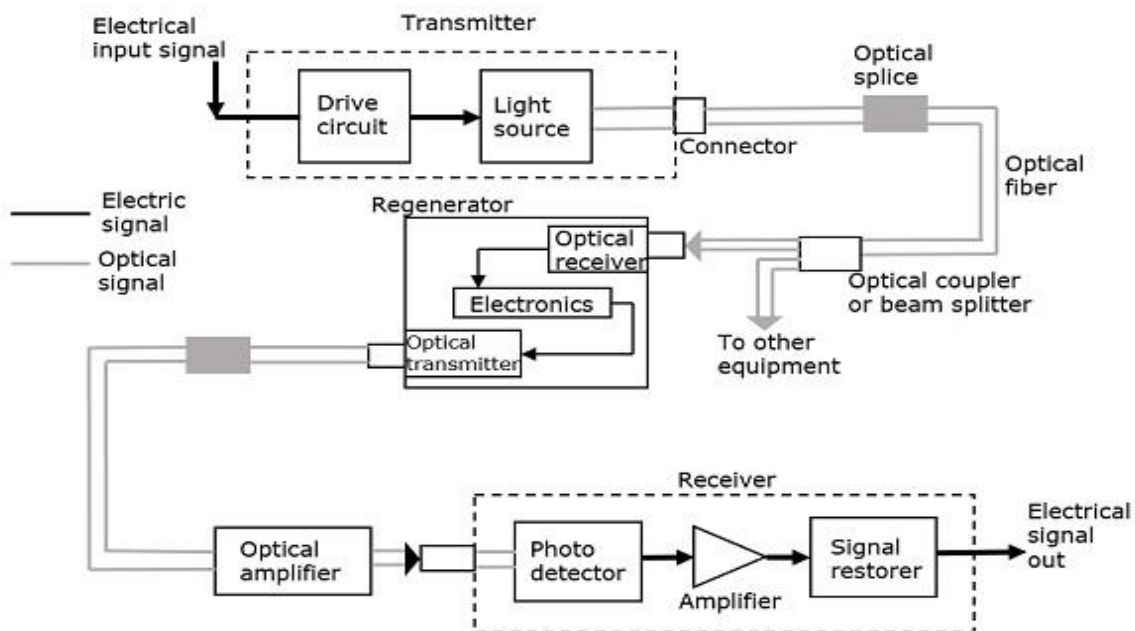 Electrical
input signal
Transmitter
Drive
circuit
Light
source
Connector
Optical
splice
Optical
fiber
Electric
signal
Optical
signal
Regenerator
Optical
receiver
Electronics
Optical
transmitter
Optical coupler
or beam splitter
To other
equipment
Receiver
Optical
amplifier
Photo
detector
Amplifier
Signal
restorer
Electrical
signal
out